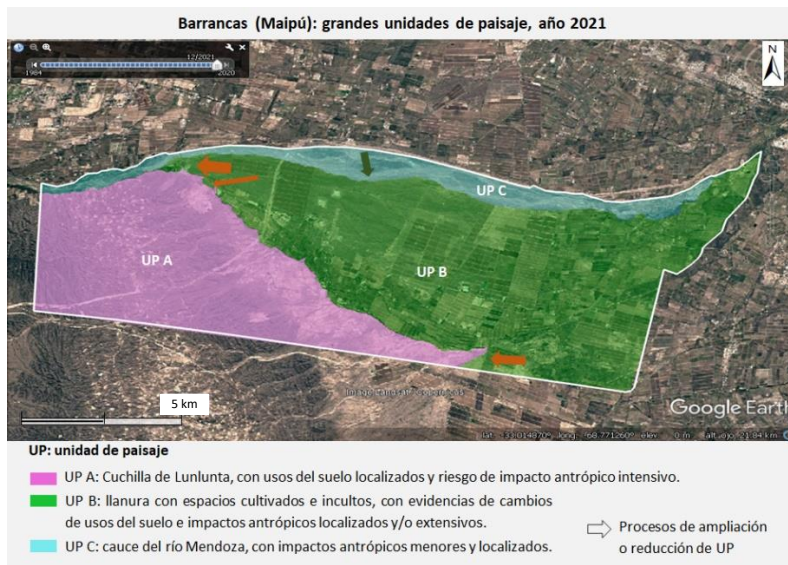 Barrancas (Maipú): grandes unidades de paisaje, año 2021
12/2021
1984
2020
N
UP C
UP A
UP B
5 km
Google Earth
UP: unidad de paisaje
UP A: Cuchilla de Lunlunta, con usos del suelo localizados y riesgo de impacto antrópico intensivo.
UP B: llanura con espacios cultivados e incultos, con evidencias de cambios
de usos del suelo e impactos antrópicos localizados y/o extensivos.
UP C: cauce del río Mendoza, con impactos antrópicos menores y localizados.
Procesos de ampliación
o reducción de UP